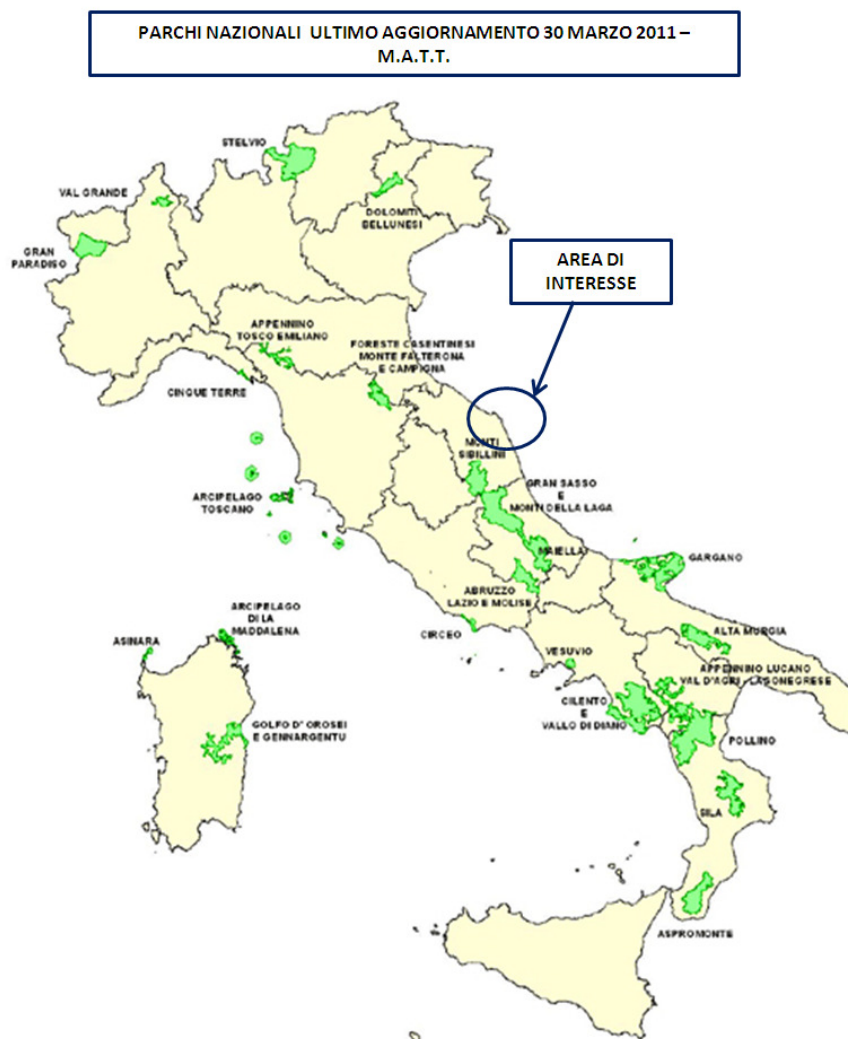 PARCHI NAZIONALI ULTIMO AGGIORNAMENTO 30 MARZO 2011 –
M.A.T.T.
STELVIO
VAL GRANDE
DOLOMITI
BELLUNESI
GRAN
PARADISO
AREA DI
INTERESSE
APPENNINO
TOSCO EMILIANO
FORESTE CASENTINESI
MONTE FALTERONA
E CAMPIGNA
CINQUE TERRE
MONTI
SIBILLINI
GRAN SASSO
E
MONTI DELLA LAGA
ARCIPELAGO
TOSCANO
MAIELLA
GARGANO
ABRUZZO
LAZIO E MOLISE
ARCIPELAGO
DI LA
MADDALENA
ASINARA
CIRCEO
ALTA MURGIA
VESUVIO
APPENNINO LUCANO
VAL D'AGRI - LAGONEGRESE
CILENTO
E
VALLO DI DIANO
GOLFO D' OROSEI
E GENNARGENTU
POLLINO
SILA
ASPROMONTE